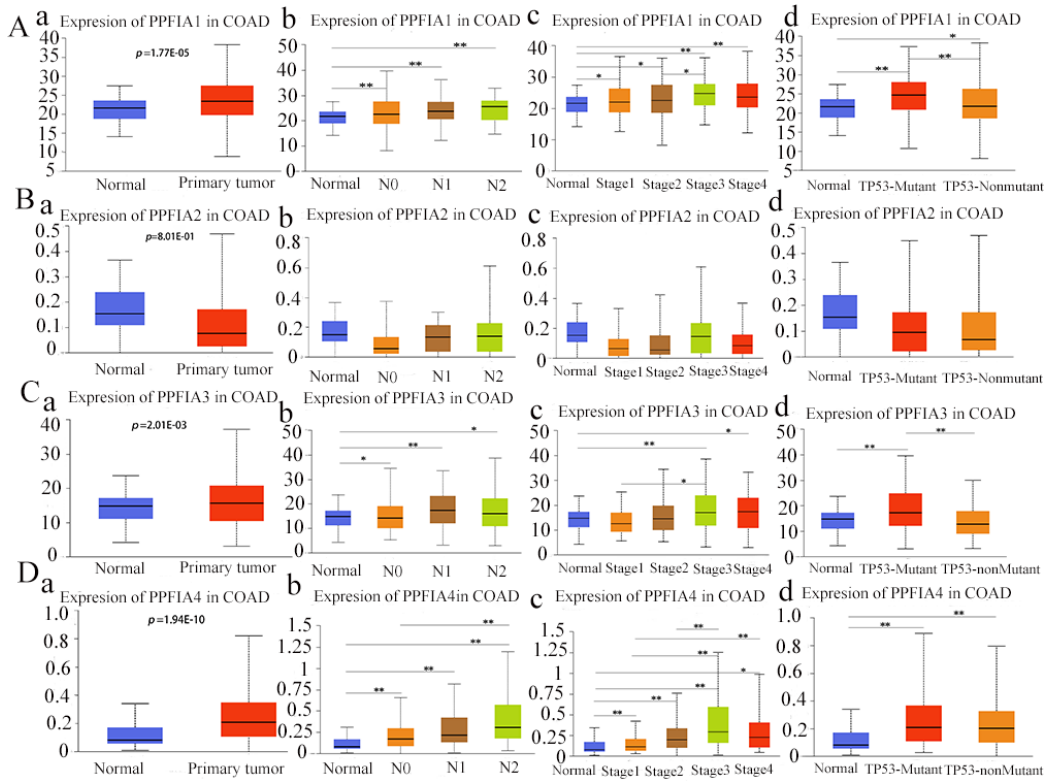 A
a
Expresion of PPFIA1 in COAD
p=1.77E-05
40
35
30
25
20
15
10
5
Normal
Primary tumor
b
Expresion of PPFIA1 in COAD
50
40
30
20
10
0
**
**
**
Normal
N0
N1
N2
c
Expresion of PPFIA1 in COAD
50
40
30
20
10
0
**
**
*
*
*
Normal Stage1 Stage2 Stage3 Stage4
d
Expresion of PPFIA1 in COAD
40
35
30
25
20
15
10
5
*
**
**
Normal TP53-Mutant TP53-Nonmutant
B
a
Expresion of PPFIA2 in COAD
p=8.01E-01
0.5
0.4
0.3
0.2
0.1
0
Normal
Primary tumor
b
Expresion of PPFIA2 in COAD
0.8
0.6
0.4
0.2
0
Normal
N0
N1
N2
c
Expresion of PPFIA2 in COAD
0.8
0.6
0.4
0.2
0
Normal Stage1 Stage2 Stage3 Stage4
d
Expresion of PPFIA2 in COAD
0.5
0.4
0.3
0.2
0.1
0
Normal TP53-Mutant TP53-Nonmutant
C
a
Expresion of PPFIA3 in COAD
p=2.01E-03
40
30
20
10
0
Normal
Primary tumor
b
Expresion of PPFIA3 in COAD
50
40
30
20
10
0
*
**
*
Normal
N0
N1
N2
c
Expresion of PPFIA3 in COAD
50
40
30
20
10
0
*
**
*
Normal Stage1 Stage2 Stage3 Stage4
d
Expresion of PPFIA3 in COAD
50
40
30
20
10
0
**
**
Normal TP53-Mutant TP53-nonMutant
D
a
Expresion of PPFIA4 in COAD
p=1.94E-10
1.0
0.8
0.6
0.4
0.2
0
Normal
Primary tumor
b
Expresion of PPFIA4in COAD
1.5
1.25
1
0.75
0.5
0.25
0
**
**
**
**
Normal
N0
N1
N2
c
Expresion of PPFIA4 in COAD
1.5
1.25
1
0.75
0.5
0.25
0
**
**
**
*
**
**
**
Normal Stage1 Stage2 Stage3 Stage4
d
Expresion of PPFIA4 in COAD
1.0
0.8
0.6
0.4
0.2
0
**
**
Normal TP53-Mutant TP53-nonMutant